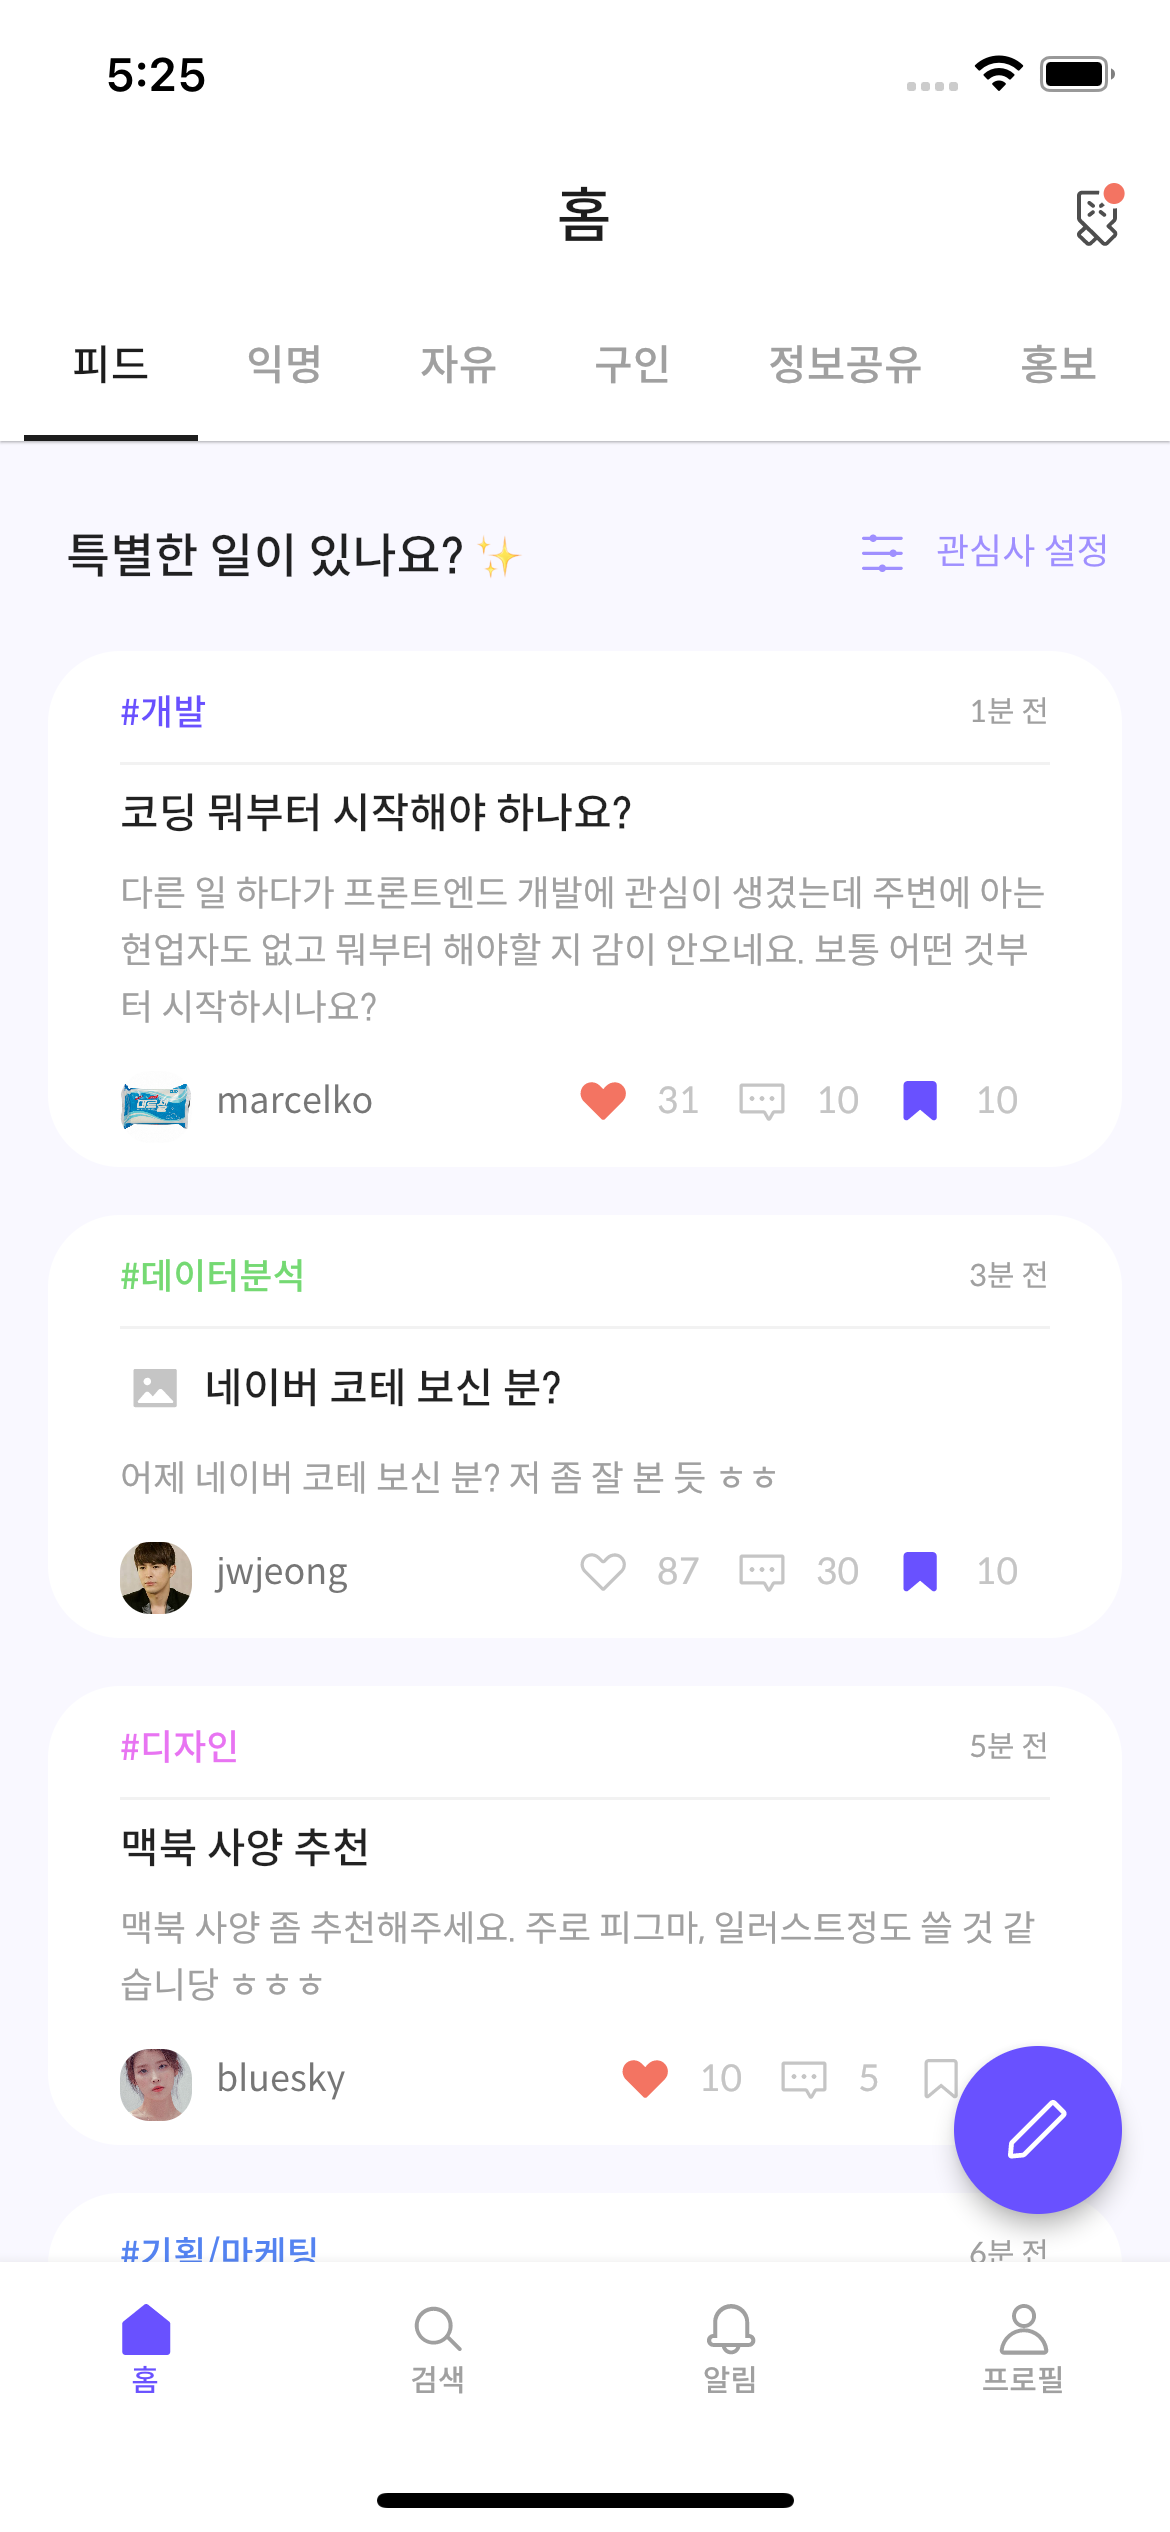 5:25
홈
피드 익명 자유 구인 정보공유 홍보
특별한 일이 있나요? ✨ 관심사 설정
#개발 1분 전
코딩 뭐부터 시작해야 하나요?
다른 일 하다가 프론트엔드 개발에 관심이 생겼는데 주변에 아는
현업자도 없고 뭐부터 해야할 지 감이 안오네요. 보통 어떤 것부
터 시작하시나요?
marcelko 31 10 10
#데이터분석 3분 전
네이버 코테 보신 분?
어제 네이버 코테 보신 분? 저 좀 잘 본 듯 ㅎㅎ
jwjeong 87 30 10
#디자인 5분 전
맥북 사양 추천
맥북 사양 좀 추천해주세요. 주로 피그마, 일러스트정도 쓸 것 같
습니당 ㅎㅎㅎ
bluesky 10 5
#기획/마케팅 6분 전
홈 검색 알림 프로필